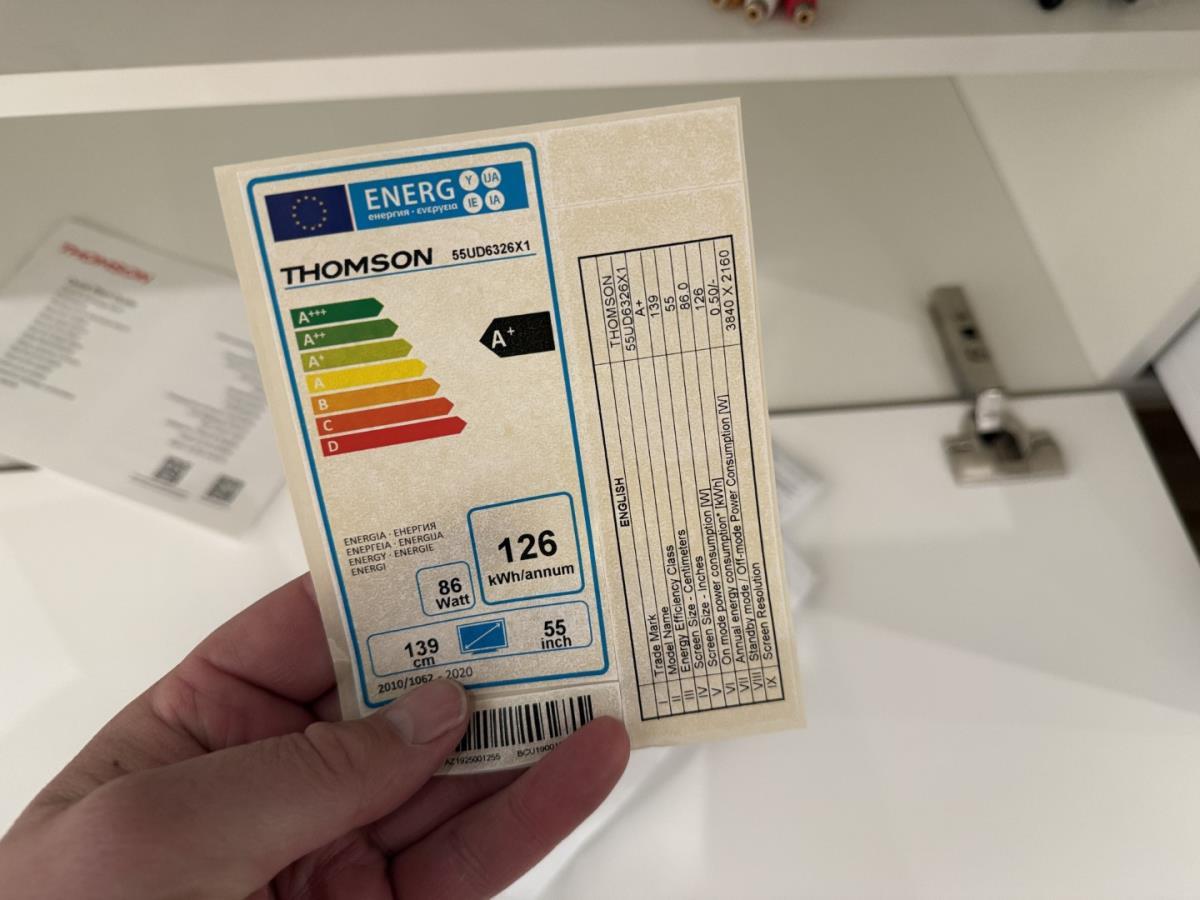 THOMSON
ENERG Y UA
енергия · ενεργεια IE IA
THOMSON 55UD6326X1
A+++
A++
A+
A
B
C
D
A+
ENERGIA · ЕНЕРГИЯ
ΕΝΕΡΓΕΙΑ · ENERGIJA
ENERGY · ENERGIE
ENERGI
126
kWh/annum
86
Watt
139
cm
55
inch
2010/1062 - 2020
AZ1925001255
ENGLISH
I Trade Mark THOMSON
II Model Name 55UD6326X1
III Energy Efficiency Class A+
IV Screen Size - Centimeters 139
V Screen Size - Inches 55
VI On mode power consumption [W] 86.0
VII Annual energy consumption* [kWh] 126
VIII Standby mode / Off-mode Power Consumption [W] 0.50/-
IX Screen Resolution 3840 X 2160